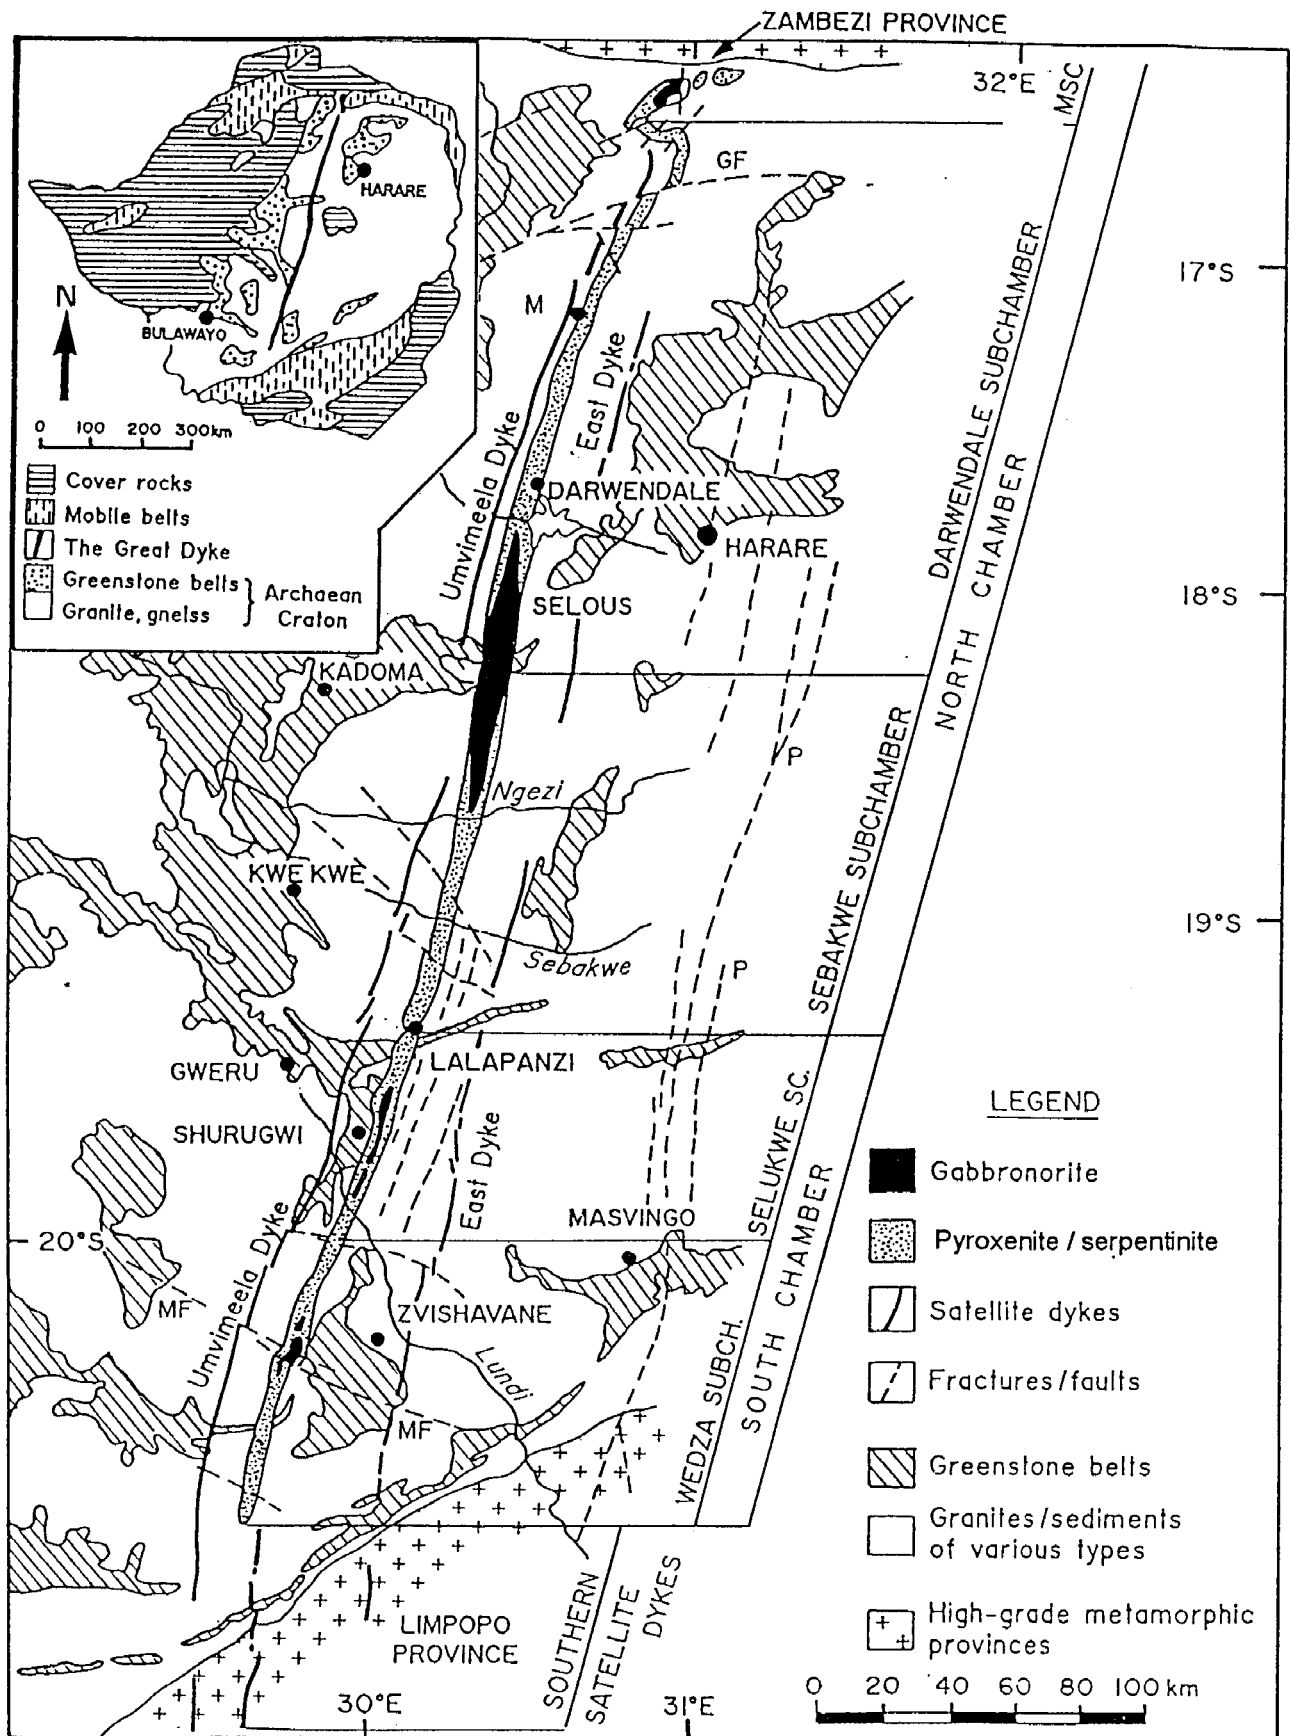 ZAMBEZI PROVINCE
32°E
MSC
GF
HARARE
17°S
N
BULAWAYO
M
0 100 200 300km
East Dyke
Umvimeela Dyke
DARWENDALE SUBCHAMBER
NORTH CHAMBER
Cover rocks
Mobile belts
The Great Dyke
Greenstone belts
Granite, gneiss
Archaean
Craton
DARWENDALE
HARARE
SELOUS
18°S
KADOMA
P
Ngezi
SEBAKWE SUBCHAMBER
KWE KWE
19°S
Sebakwe
P
LALAPANZI
GWERU
SHURUGWI
East Dyke
SELUKWE SC.
SOUTH CHAMBER
MASVINGO
20°S
MF
Umvimeela Dyke
ZVISHAVANE
Lundi
MF
WEDZA SUBCH.
LEGEND
Gabbronorite
Pyroxenite / serpentinite
Satellite dykes
Fractures/faults
Greenstone belts
Granites/sediments
of various types
High-grade metamorphic
provinces
LIMPOPO
PROVINCE
SOUTHERN
SATELLITE
DYKES
30°E
31°E
0 20 40 60 80 100 km